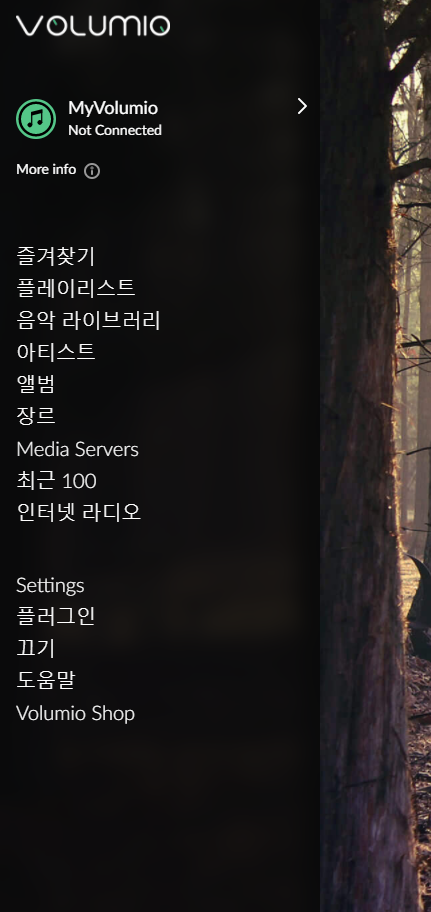 VOLUMIO
MyVolumio
Not Connected
More info
즐겨찾기
플레이리스트
음악 라이브러리
아티스트
앨범
장르
Media Servers
최근 100
인터넷 라디오
Settings
플러그인
끄기
도움말
Volumio Shop